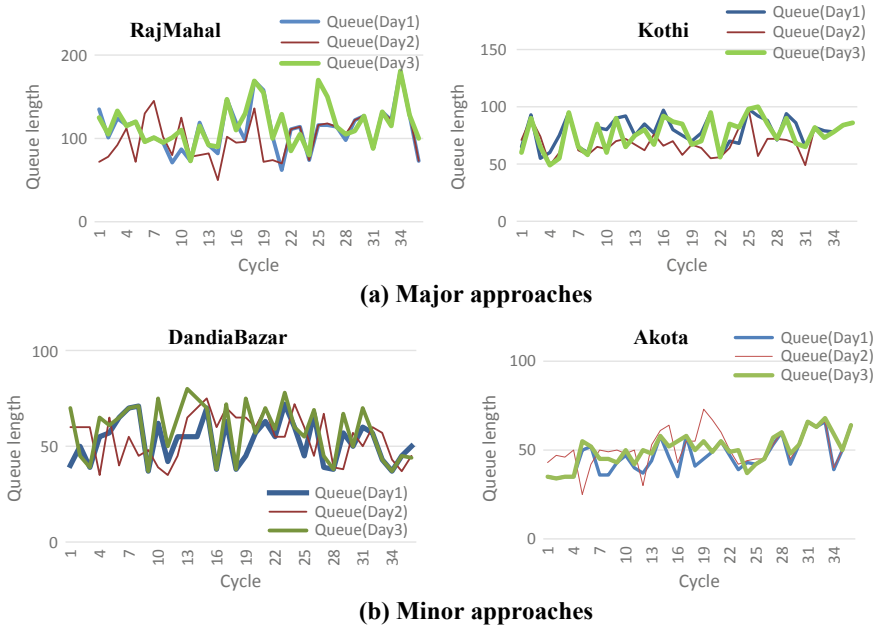 RajMahal
Queue(Day1)
Queue(Day2)
Queue(Day3)
200
100
0
Queue length
1 4 7 10 13 16 19 22 25 28 31 34
Cycle
Kothi
Queue(Day1)
Queue(Day2)
Queue(Day3)
150
100
50
0
Queue length
1 4 7 10 13 16 19 22 25 28 31 34
Cycle
(a) Major approaches
DandiaBazar
100
50
0
Queue length
Queue(Day1)
Queue(Day2)
Queue(Day3)
1 4 7 10 13 16 19 22 25 28 31 34
Cycle
Akota
Queue(Day1)
Queue(Day2)
Queue(Day3)
100
50
0
Queue length
1 4 7 10 13 16 19 22 25 28 31 34
Cycle
(b) Minor approaches